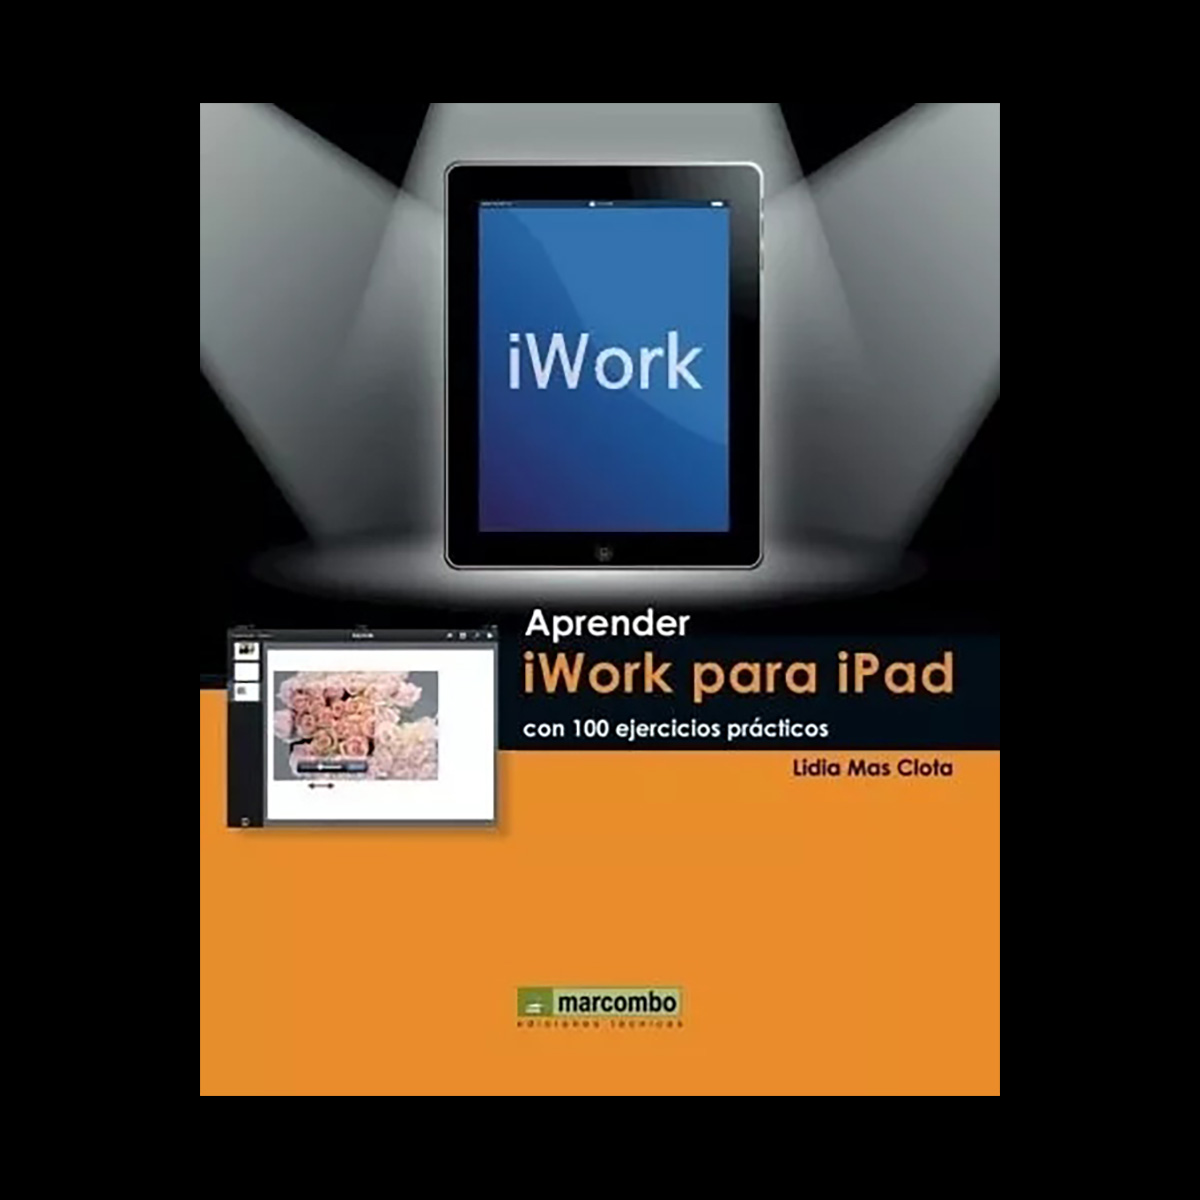 iWork
Aprender
iWork para iPad
con 100 ejercicios prácticos
Lidia Mas Clota
marcombo
ediciones técnicas